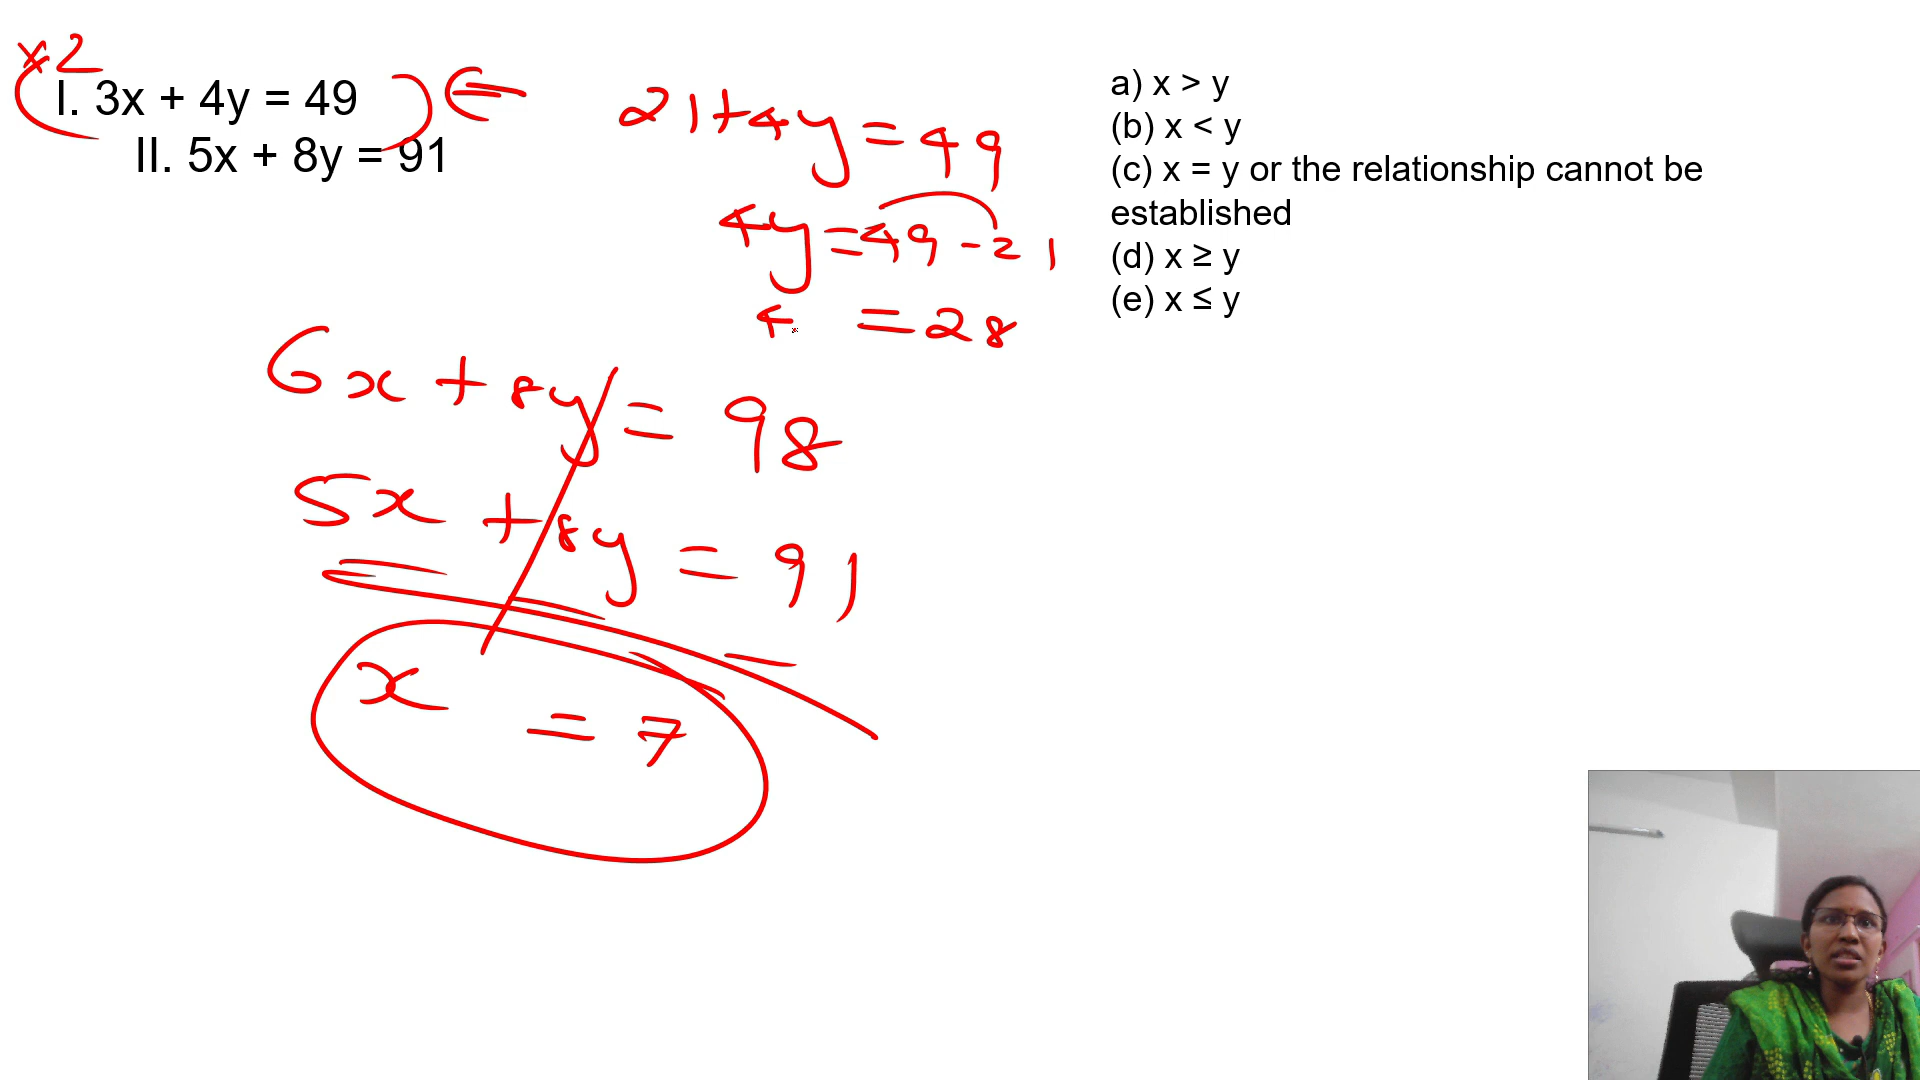 ×2
I. 3x + 4y = 49
II. 5x + 8y = 91
21+4y=49
4y=49-21
4 =28
6x+8y=98
5x+8y=91
x =7
a) x > y
(b) x < y
(c) x = y or the relationship cannot be
established
(d) x ≥ y
(e) x ≤ y